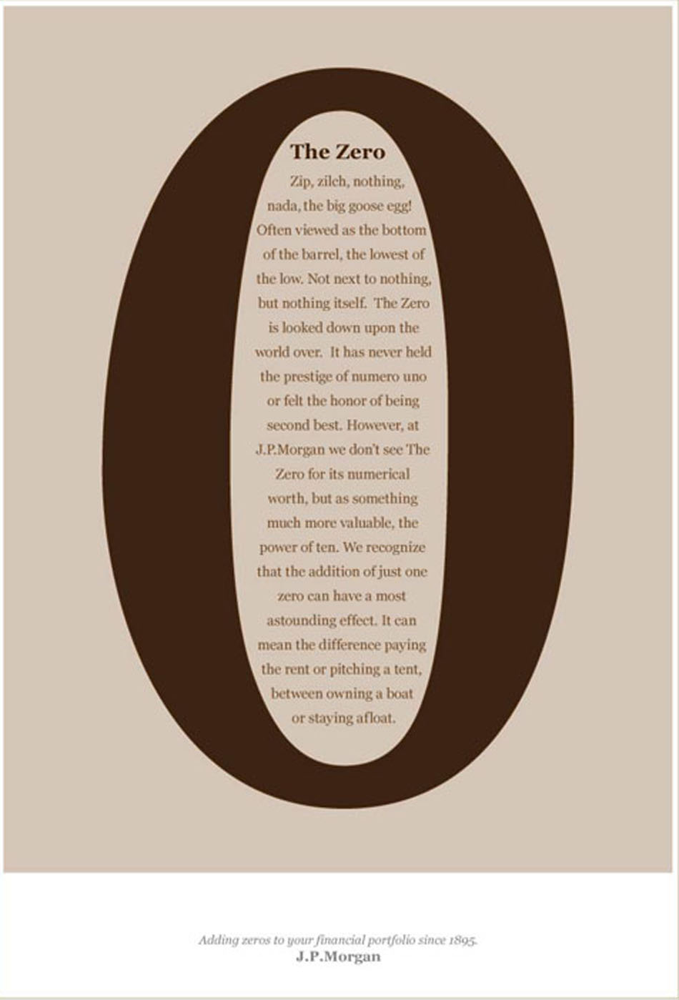 The Zero
Zip, zilch, nothing,
nada, the big goose egg!
Often viewed as the bottom
of the barrel, the lowest of
the low. Not next to nothing,
but nothing itself.  The Zero
is looked down upon the
world over.  It has never held
the prestige of numero uno
or felt the honor of being
second best. However, at
J.P.Morgan we don't see The
Zero for its numerical
worth, but as something
much more valuable, the
power of ten. We recognize
that the addition of just one
zero can have a most
astounding effect. It can
mean the difference paying
the rent or pitching a tent,
between owning a boat
or staying afloat.
Adding zeros to your financial portfolio since 1895.
J.P.Morgan